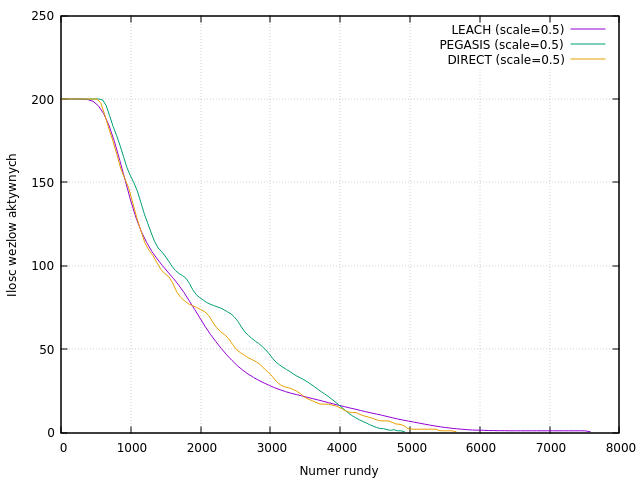 250
200
150
100
50
0
0 1000 2000 3000 4000 5000 6000 7000 8000
Ilosc wezlow aktywnych
Numer rundy
LEACH (scale=0.5)
PEGASIS (scale=0.5)
DIRECT (scale=0.5)